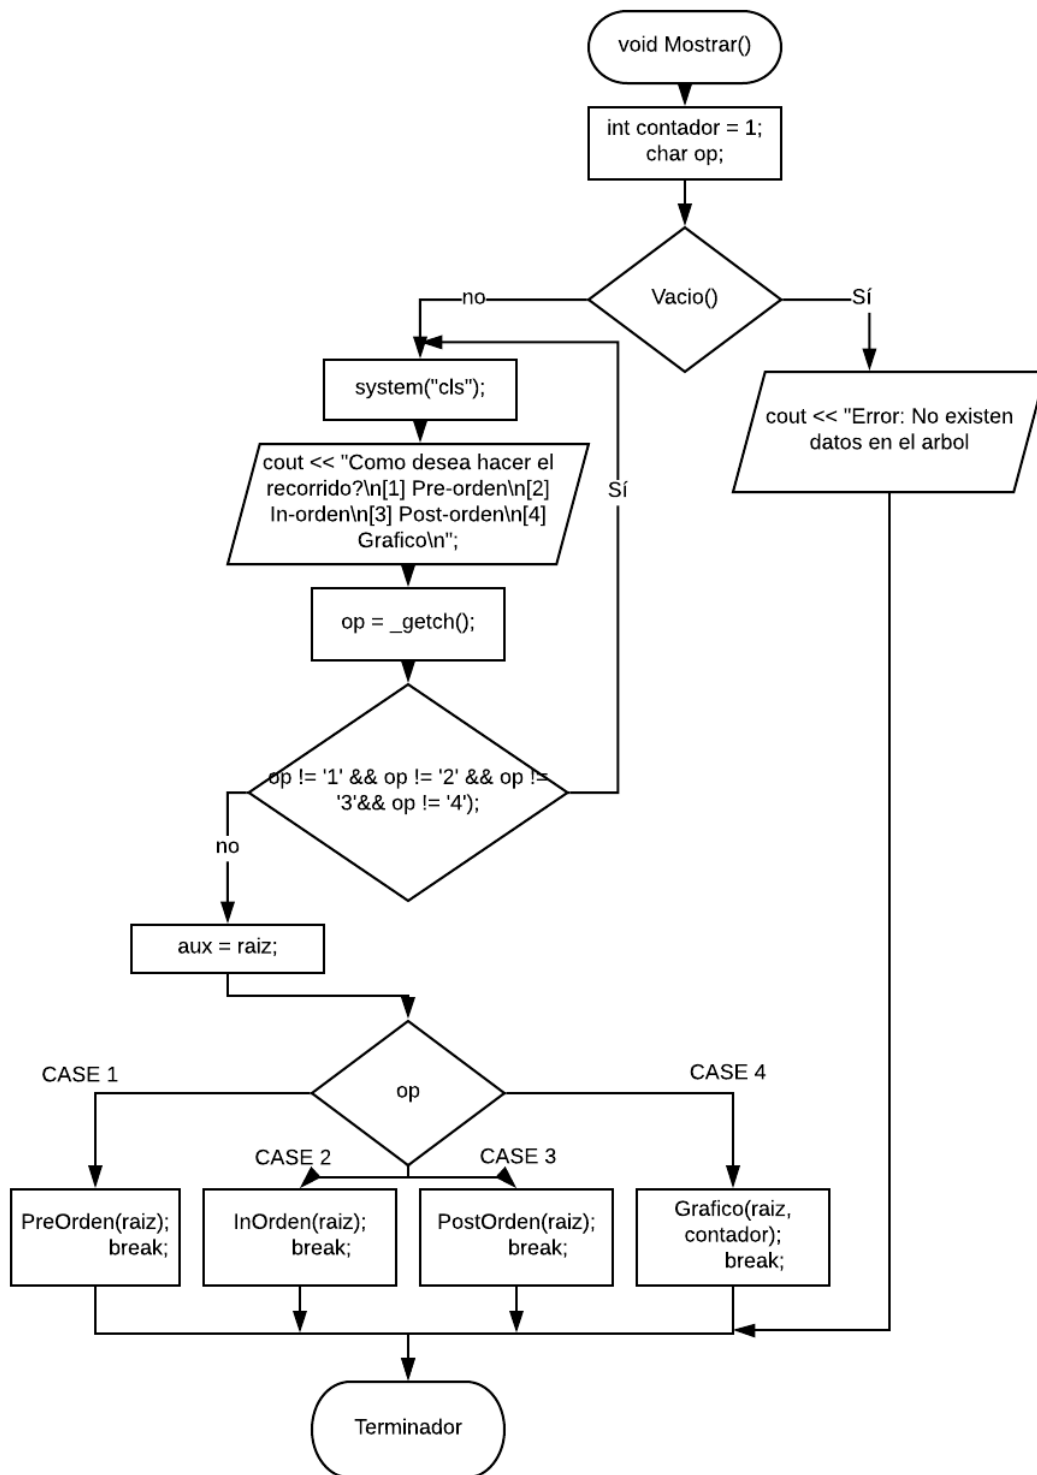 void Mostrar()
int contador = 1;
char op;
Vacio()
no
Sí
system("cls");
cout << "Error: No existen
datos en el arbol
cout << "Como desea hacer el
recorrido?\n[1] Pre-orden\n[2]
In-orden\n[3] Post-orden\n[4]
Grafico\n";
Sí
op = _getch();
op != '1' && op != '2' && op !=
'3'&& op != '4');
no
aux = raiz;
op
CASE 1
CASE 4
CASE 2
CASE 3
PreOrden(raiz);
break;
InOrden(raiz);
break;
PostOrden(raiz);
break;
Grafico(raiz,
contador);
break;
Terminador